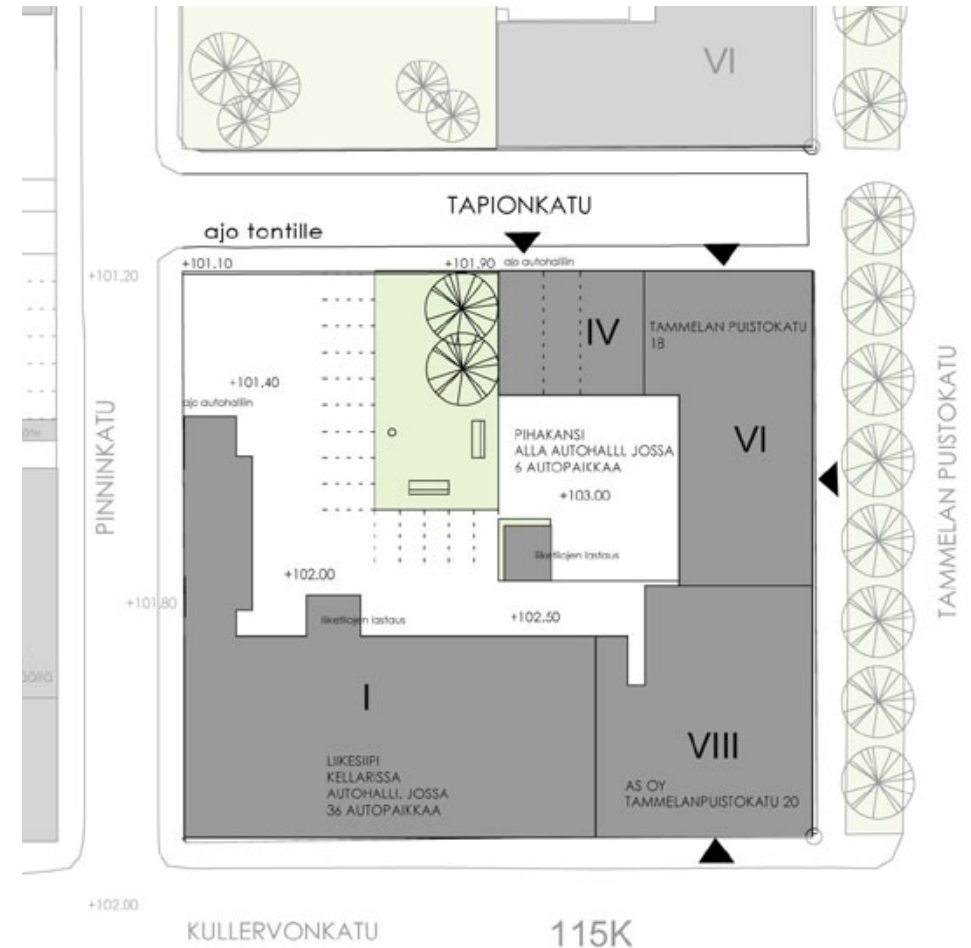 VI
TAPIONKATU
ajo tontille
+101.10
+101.90
ajo autohalliin
+101.20
IV
TAMMELAN PUISTOKATU
18
+101.40
ajo autohalliin
PINNINKATU
PIHAKANSI
ALLA AUTOHALLI, JOSSA
6 AUTOPAIKKAA
+103.00
VI
TAMMELAN PUISTOKATU
liiketilojen lastaus
+102.00
+101.80
liiketilojen lastaus
+102.50
I
VIII
LIIKESIIPI
KELLARISSA
AUTOHALLI, JOSSA
36 AUTOPAIKKAA
AS OY
TAMMELANPUISTOKATU 20
+102.00
KULLERVONKATU
115K